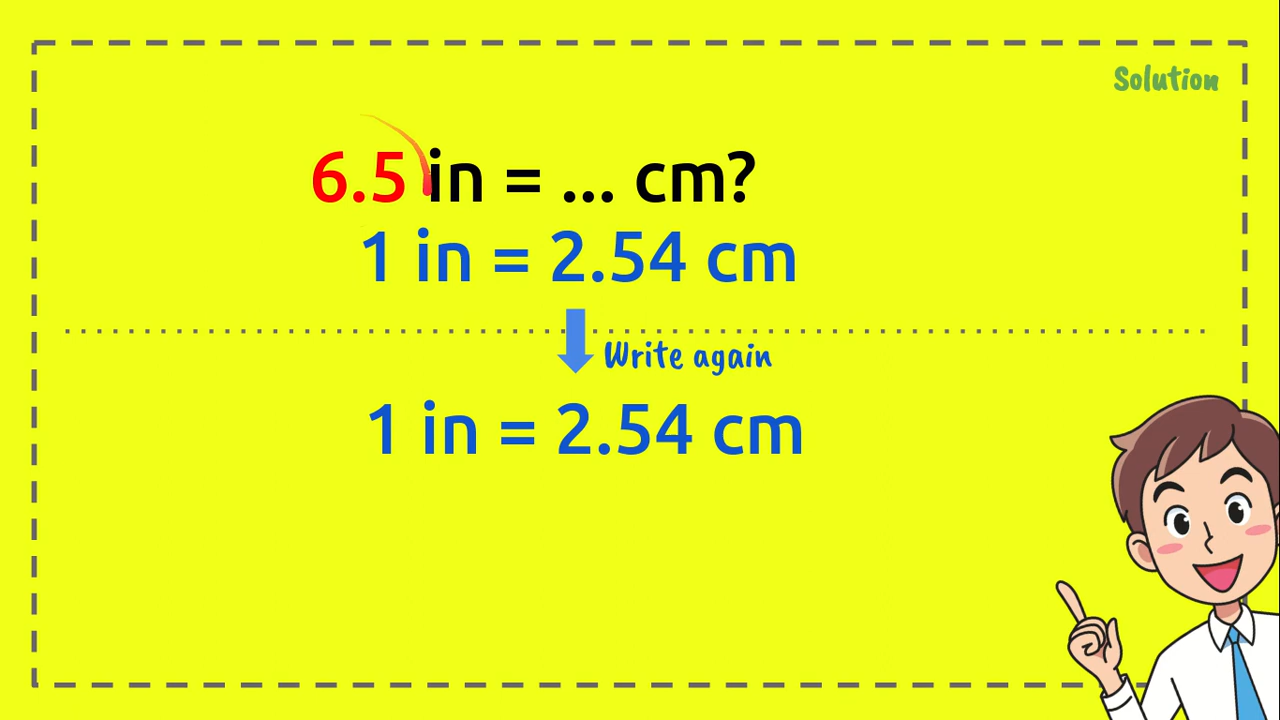 Solution
6.5 in = ... cm?
1 in = 2.54 cm
Write again
1 in = 2.54 cm